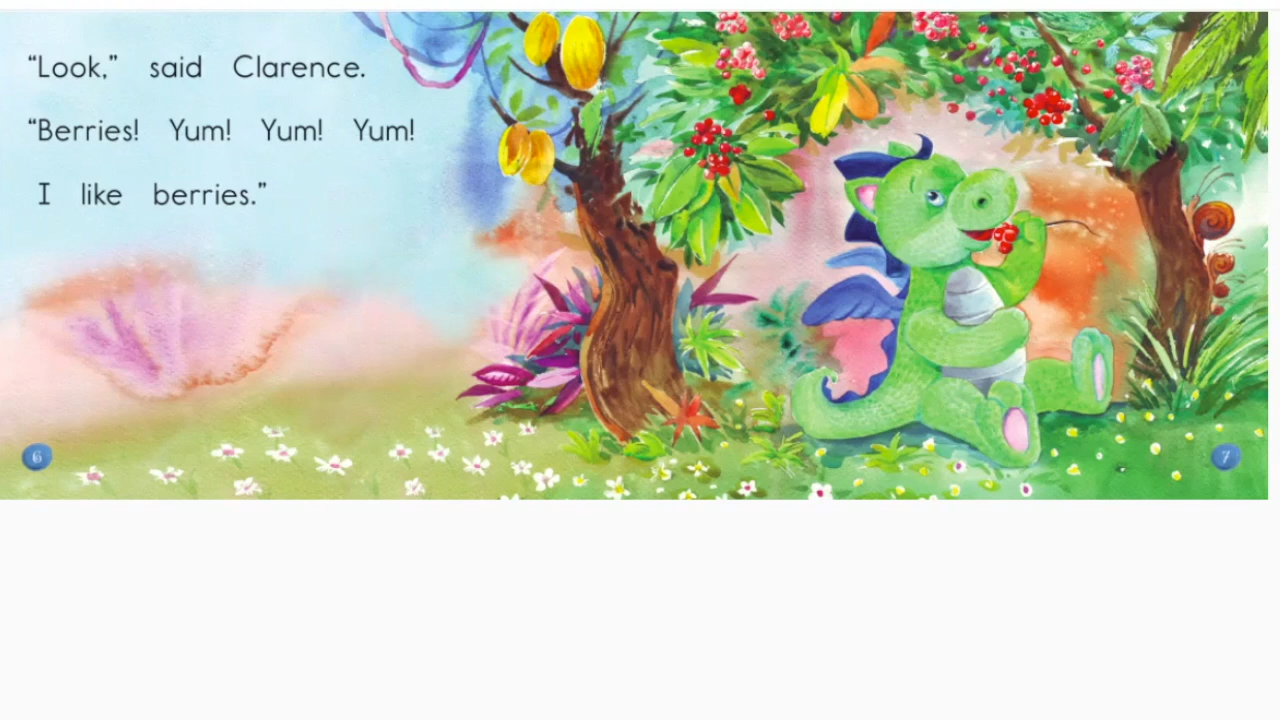 “Look,” said Clarence.
“Berries! Yum! Yum! Yum!
I like berries.”
6
7